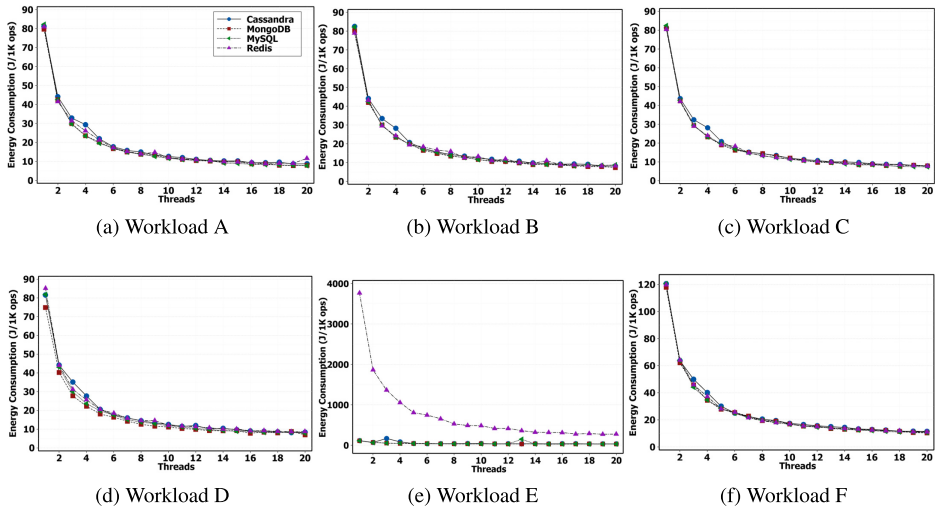 90
80
70
60
50
40
30
20
10
0
Energy Consumption (J/1K ops)
Cassandra
MongoDB
MySQL
Redis
2 4 6 8 10 12 14 16 18 20
Threads
(a) Workload A
90
80
70
60
50
40
30
20
10
0
Energy Consumption (J/1K ops)
2 4 6 8 10 12 14 16 18 20
Threads
(b) Workload B
90
80
70
60
50
40
30
20
10
0
Energy Consumption (J/1K ops)
2 4 6 8 10 12 14 16 18 20
Threads
(c) Workload C
90
80
70
60
50
40
30
20
10
0
Energy Consumption (J/1K ops)
2 4 6 8 10 12 14 16 18 20
Threads
(d) Workload D
4000
3000
2000
1000
0
Energy Consumption (J/1K ops)
2 4 6 8 10 12 14 16 18 20
Threads
(e) Workload E
120
100
80
60
40
20
0
Energy Consumption (J/1K ops)
2 4 6 8 10 12 14 16 18 20
Threads
(f) Workload F